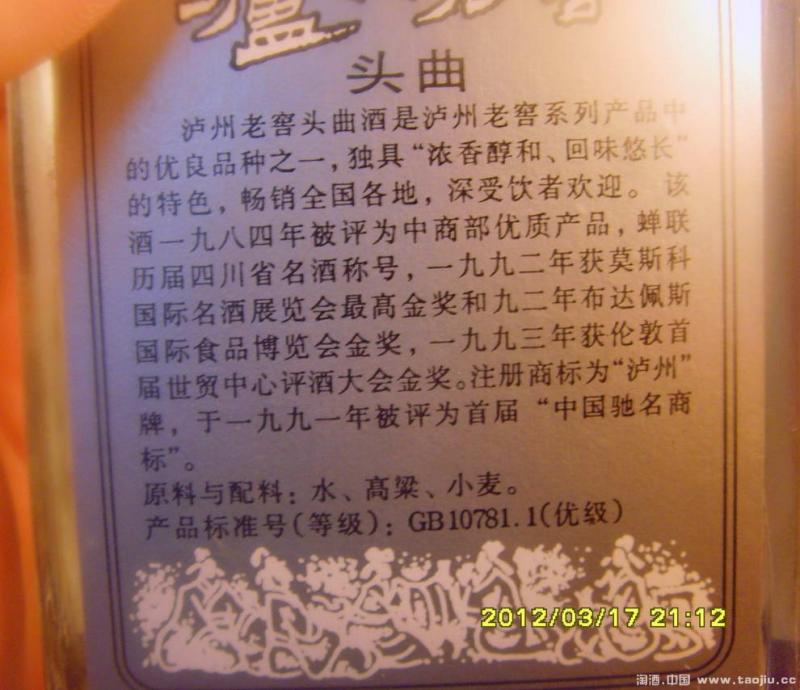 头曲
泸州老窖头曲酒是泸州老窖系列产品中
的优良品种之一，独具“浓香醇和、回味悠长”
的特色，畅销全国各地，深受饮者欢迎。该
酒一九八四年被评为中商部优质产品，蝉联
历届四川省名酒称号，一九九二年获莫斯科
国际名酒展览会最高金奖和九二年布达佩斯
国际食品博览会金奖，一九九三年获伦敦首
届世贸中心评酒大会金奖。注册商标为“泸州”
牌，于一九九一年被评为首届“中国驰名商
标”。
原料与配料：水、高粱、小麦。
产品标准号(等级)：GB10781.1(优级)
2012/03/17 21:12
淘酒.中国 www.taojiu.cc